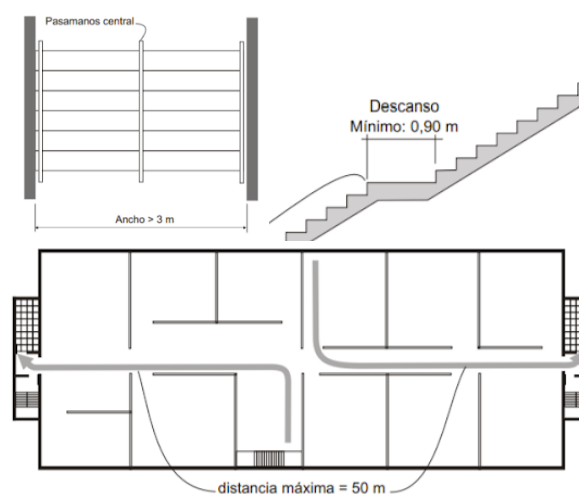 Pasamanos central
Ancho > 3 m
Descanso
Mínimo: 0,90 m
distancia máxima = 50 m